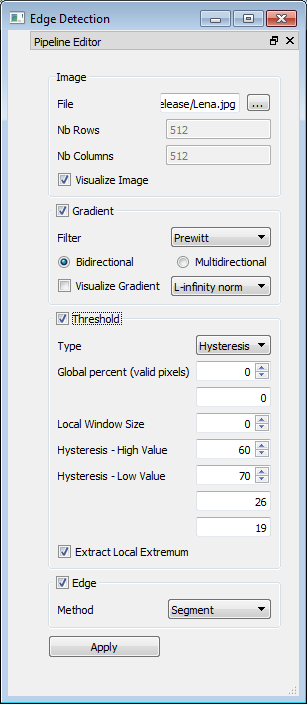 Edge Detection
Pipeline Editor
Image
File elease/Lena.jpg ...
Nb Rows 512
Nb Columns 512
Visualize Image
Gradient
Filter Prewitt
Bidirectional Multidirectional
Visualize Gradient L-infinity norm
Threshold
Type Hysteresis
Global percent (valid pixels) 0
0
Local Window Size 0
Hysteresis - High Value 60
Hysteresis - Low Value 70
26
19
Extract Local Extremum
Edge
Method Segment
Apply